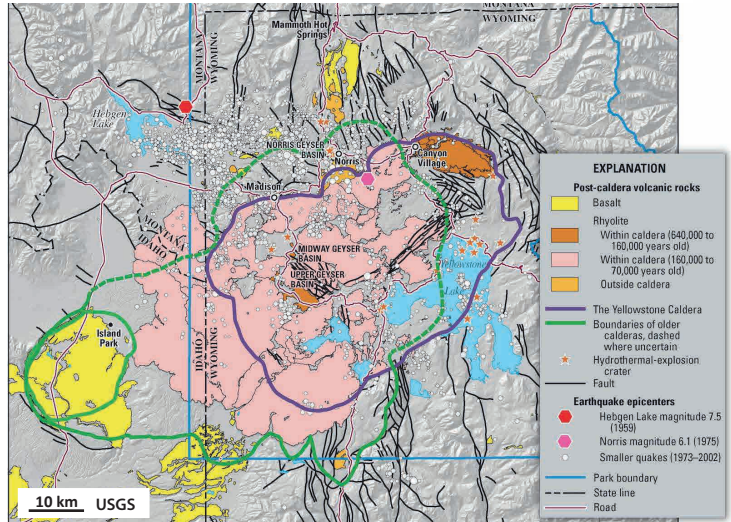 MONTANA
WYOMING
Mammoth Hot
Springs
MONTANA
WYOMING
Hebgen
Lake
NORRIS GEYSER
BASIN
Norris
Canyon
Village
Madison
MONTANA
IDAHO
MIDWAY GEYSER
BASIN
UPPER GEYSER
BASIN
Yellowstone
Lake
Island
Park
IDAHO
WYOMING
EXPLANATION
Post-caldera volcanic rocks
Basalt
Rhyolite
Within caldera (640,000 to
160,000 years old)
Within caldera (160,000 to
70,000 years old)
Outside caldera
The Yellowstone Caldera
Boundaries of older
calderas, dashed
where uncertain
Hydrothermal-explosion
crater
Fault
Earthquake epicenters
Hebgen Lake magnitude 7.5
(1959)
Norris magnitude 6.1 (1975)
Smaller quakes (1973–2002)
Park boundary
State line
Road
10 km USGS